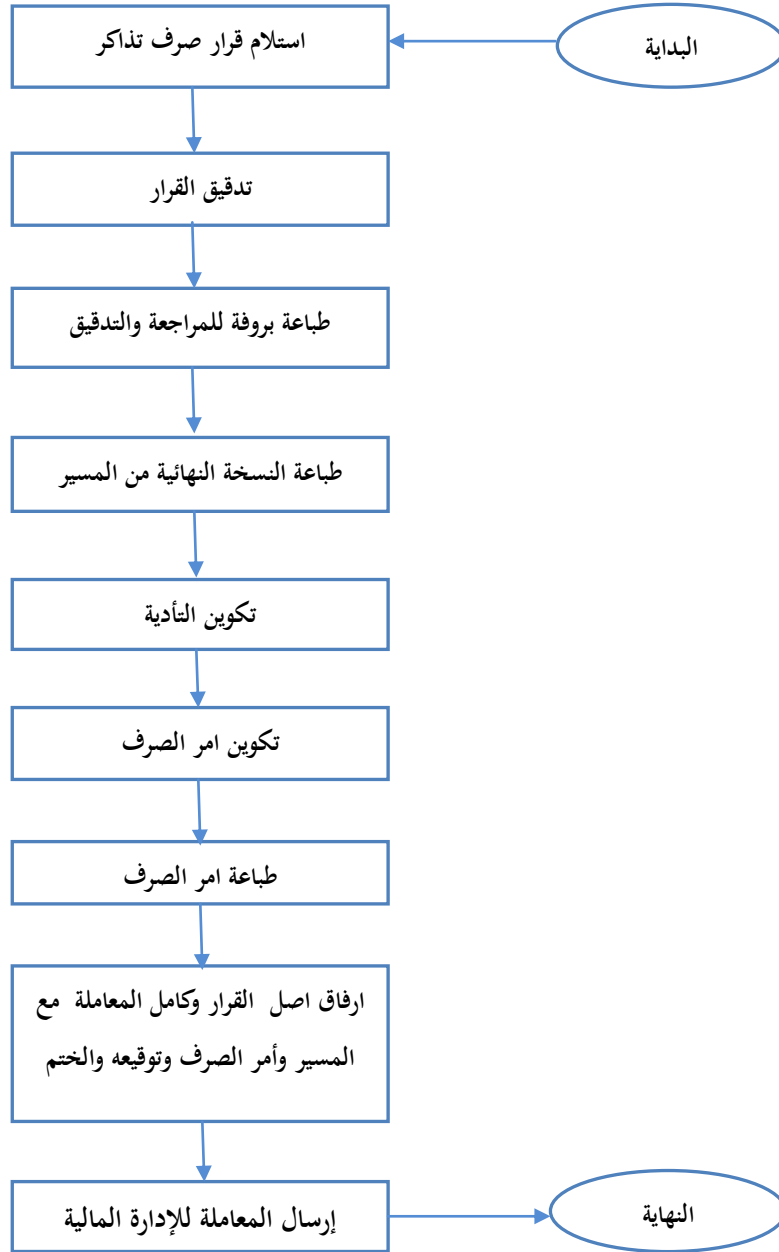 البداية
استلام قرار صرف تذاكر
تدقيق القرار
طباعة بروفة للمراجعة والتدقيق
طباعة النسخة النهائية من المسير
تكوين التأدية
تكوين امر الصرف
طباعة امر الصرف
ارفاق اصل القرار وكامل المعاملة مع
المسير وأمر الصرف وتوقيعه والختم
إرسال المعاملة للإدارة المالية
النهاية